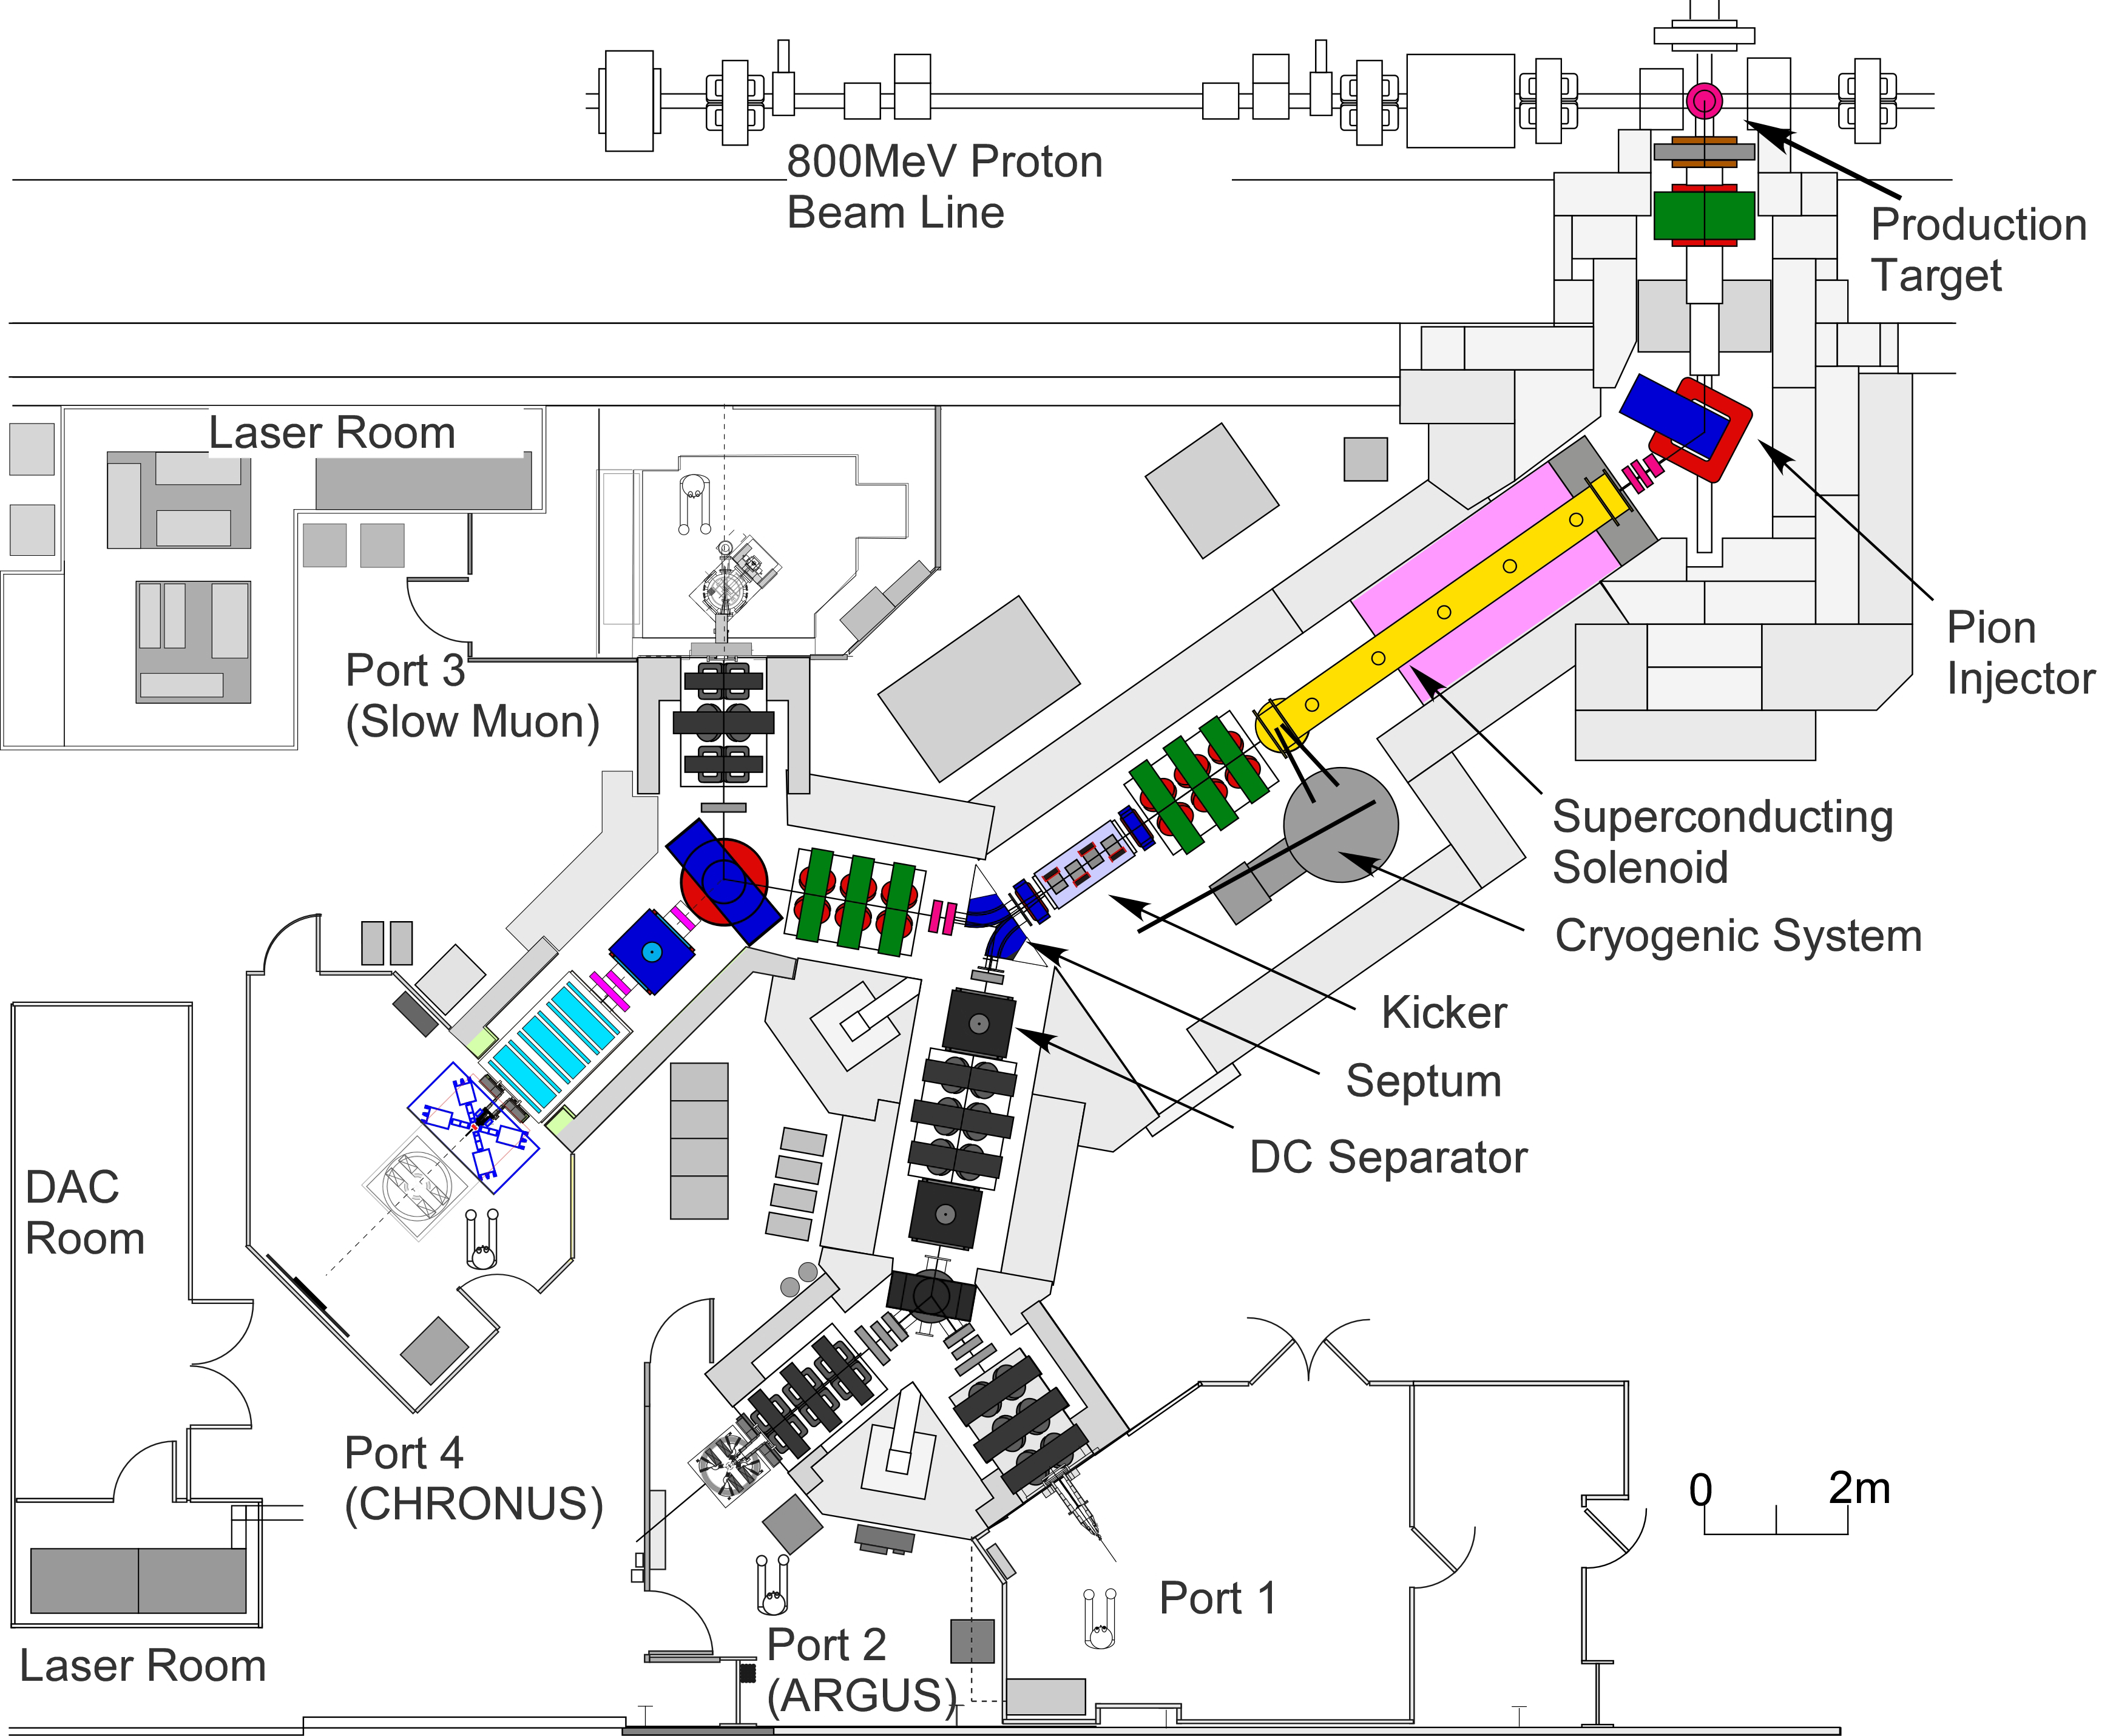 800MeV Proton
Beam Line
Production
Target
Laser Room
Pion
Injector
Port 3
(Slow Muon)
Superconducting
Solenoid
Cryogenic System
Kicker
Septum
DC Separator
DAC
Room
Port 4
(CHRONUS)
0
2m
Port 1
Port 2
(ARGUS)
Laser Room